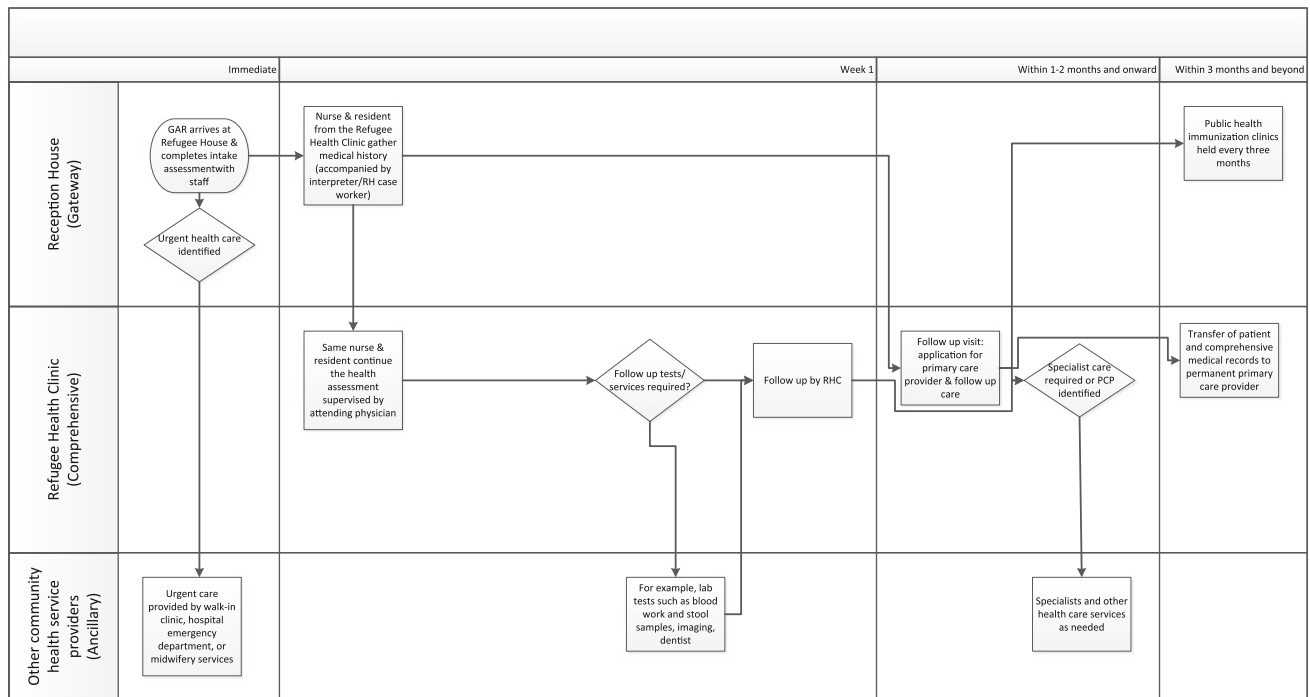 Immediate
Week 1
Within 1-2 months and onward
Within 3 months and beyond
Reception House
(Gateway)
GAR arrives at
Refugee House &
completes intake
assessmentwith
staff
Urgent health care
identified
Nurse & resident
from the Refugee
Health Clinic gather
medical history
(accompanied by
interpreter/RH case
worker)
Public health
immunization clinics
held every three
months
Refugee Health Clinic
(Comprehensive)
Same nurse &
resident continue
the health
assessment
supervised by
attending physician
Follow up tests/
services required?
Follow up by RHC
Follow up visit:
application for
primary care
provider & follow up
care
Specialist care
required or PCP
identified
Transfer of patient
and comprehensive
medical records to
permanent primary
care provider
Other community
health service
providers
(Ancillary)
Urgent care
provided by walk-in
clinic, hospital
emergency
department, or
midwifery services
For example, lab
tests such as blood
work and stool
samples, imaging,
dentist
Specialists and other
health care services
as needed